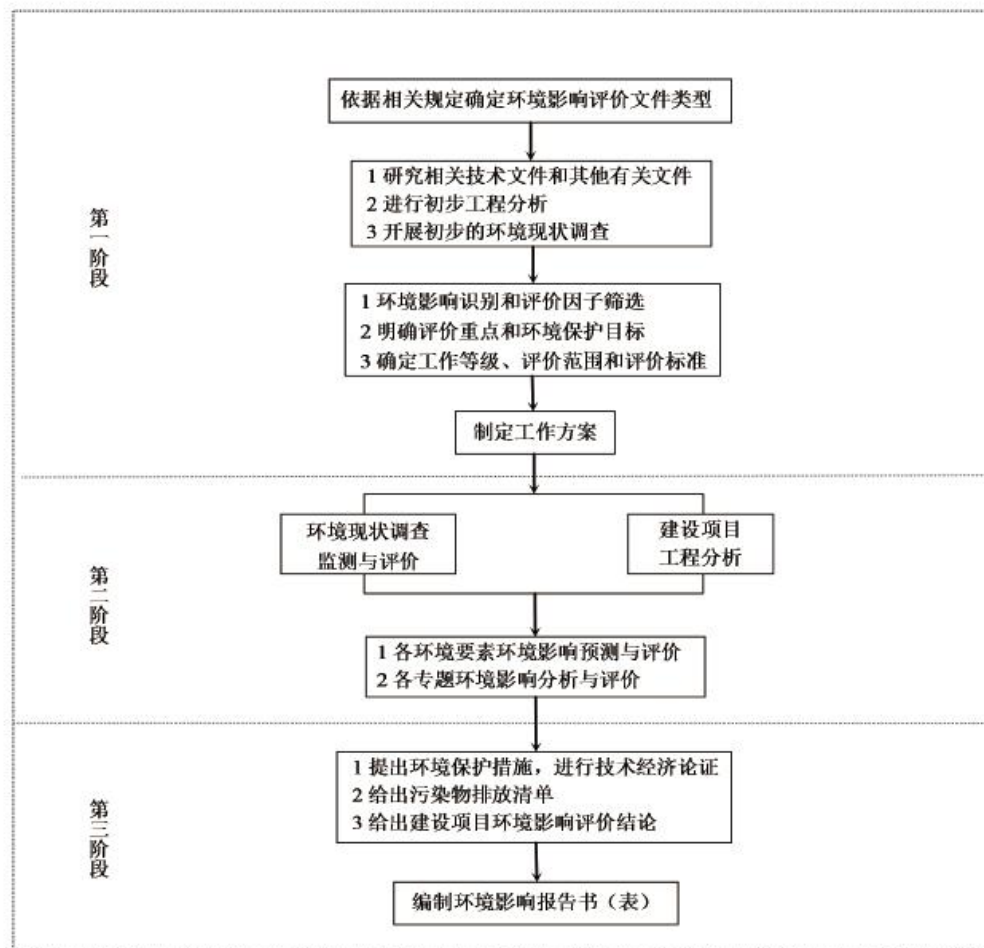 依据相关规定确定环境影响评价文件类型
1 研究相关技术文件和其他有关文件
2 进行初步工程分析
3 开展初步的环境现状调查
第一阶段
1 环境影响识别和评价因子筛选
2 明确评价重点和环境保护目标
3 确定工作等级、评价范围和评价标准
制定工作方案
环境现状调查
监测与评价
建设项目
工程分析
第二阶段
1 各环境要素环境影响预测与评价
2 各专题环境影响分析与评价
1 提出环境保护措施，进行技术经济论证
2 给出污染物排放清单
3 给出建设项目环境影响评价结论
第三阶段
编制环境影响报告书（表）